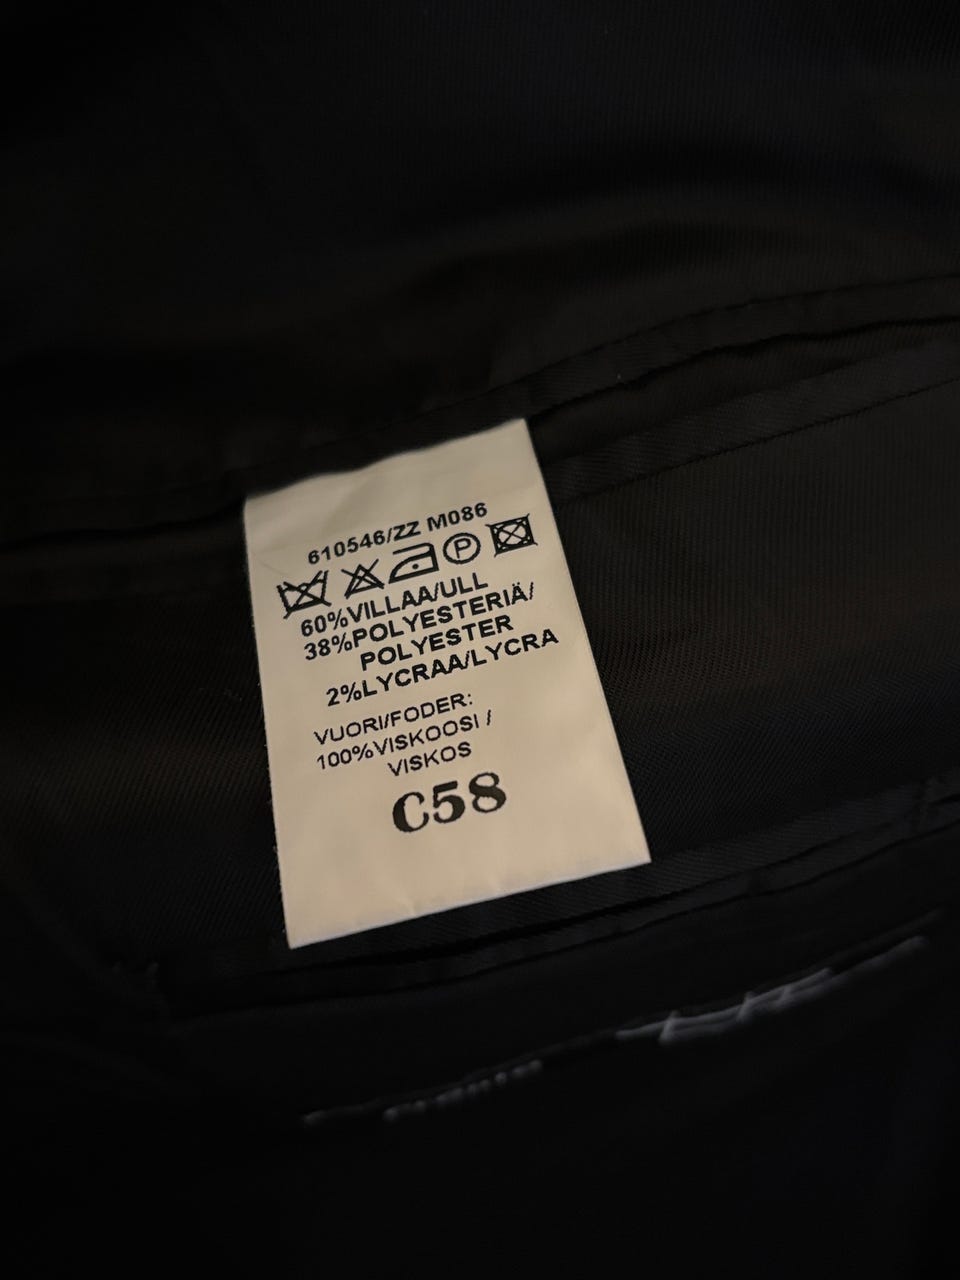 610546/ZZ M086
P
60%VILLAA/ULL
38%POLYESTERIÄ/
POLYESTER
2%LYCRAA/LYCRA
VUORI/FODER:
100%VISKOOSI /
VISKOS
C58